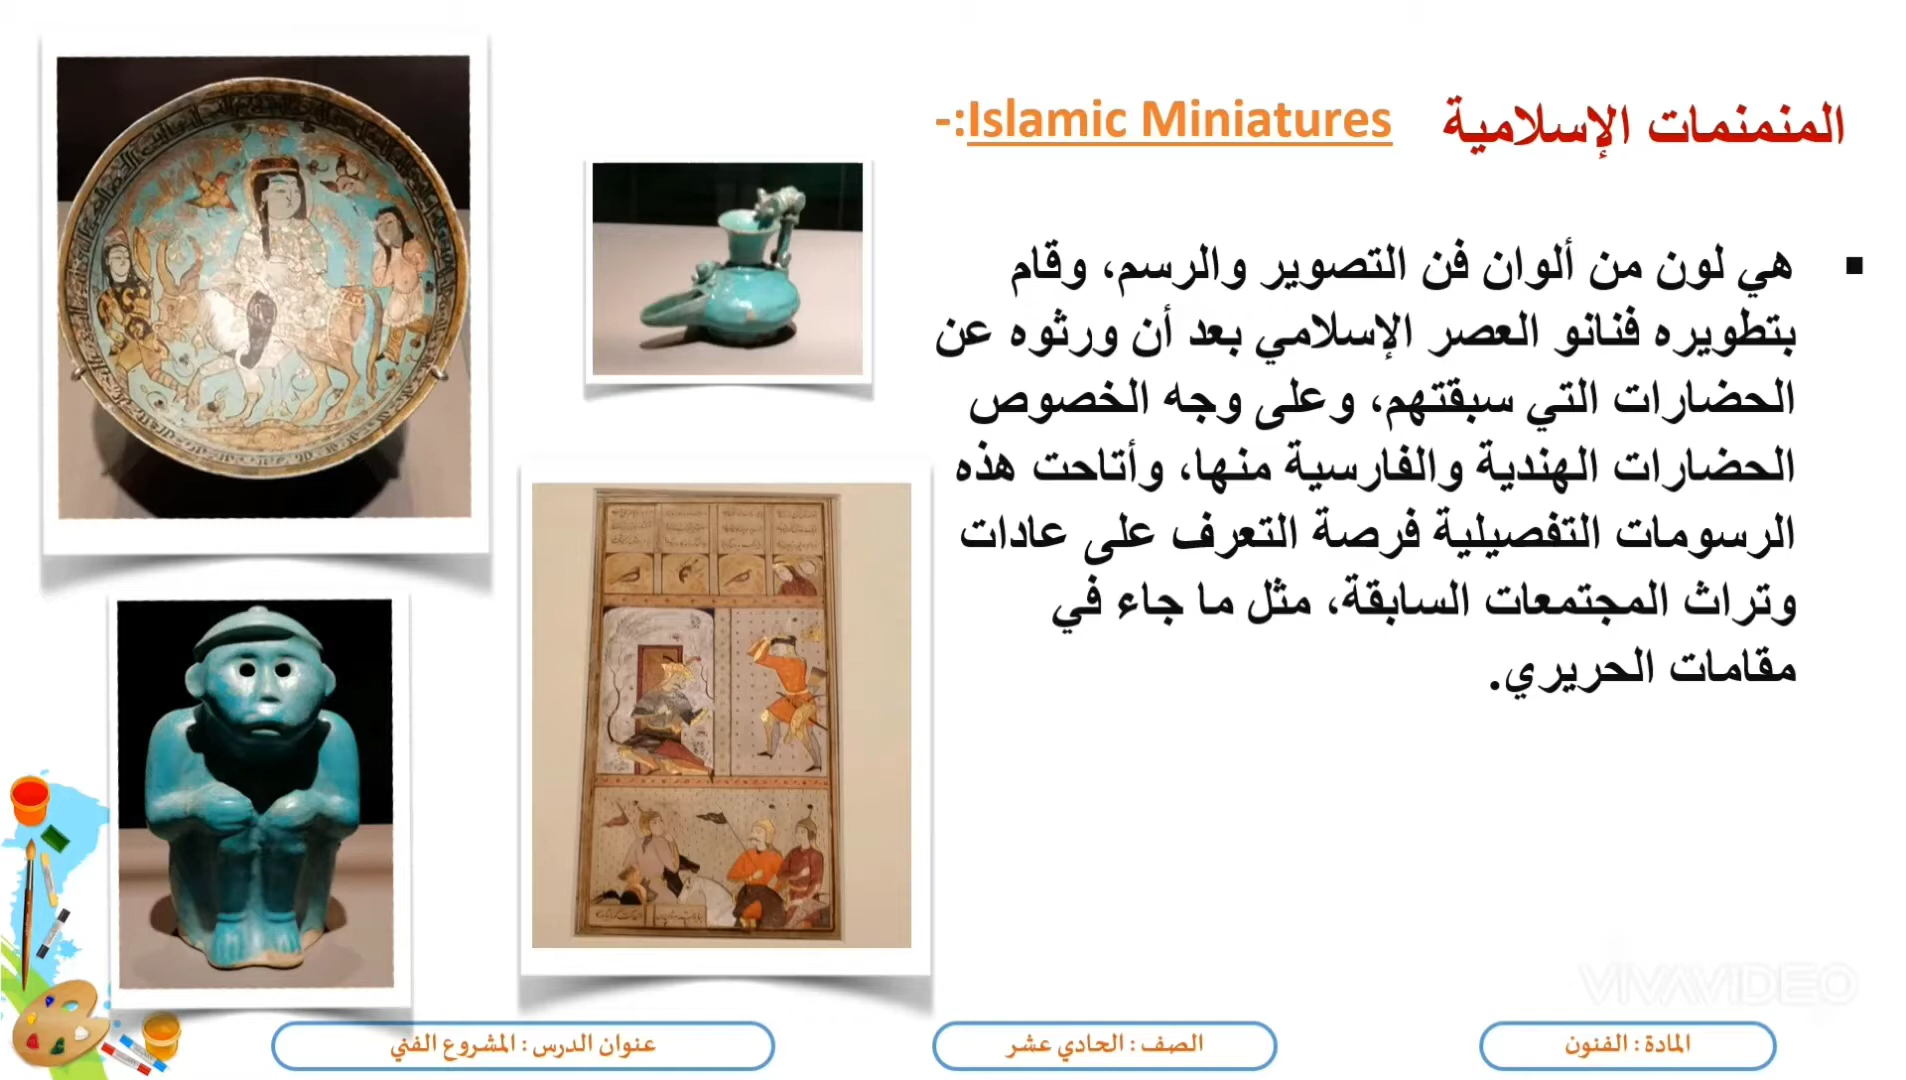 المنمنمات الإسلامية Islamic Miniatures:-
▪ هي لون من ألوان فن التصوير والرسم، وقام
بتطويره فنانو العصر الإسلامي بعد أن ورثوه عن
الحضارات التي سبقتهم، وعلى وجه الخصوص
الحضارات الهندية والفارسية منها، وأتاحت هذه
الرسومات التفصيلية فرصة التعرف على عادات
وتراث المجتمعات السابقة، مثل ما جاء في
مقامات الحريري.
VIVAVIDEO
المادة : الفنون
الصف : الحادي عشر
عنوان الدرس : المشروع الفني